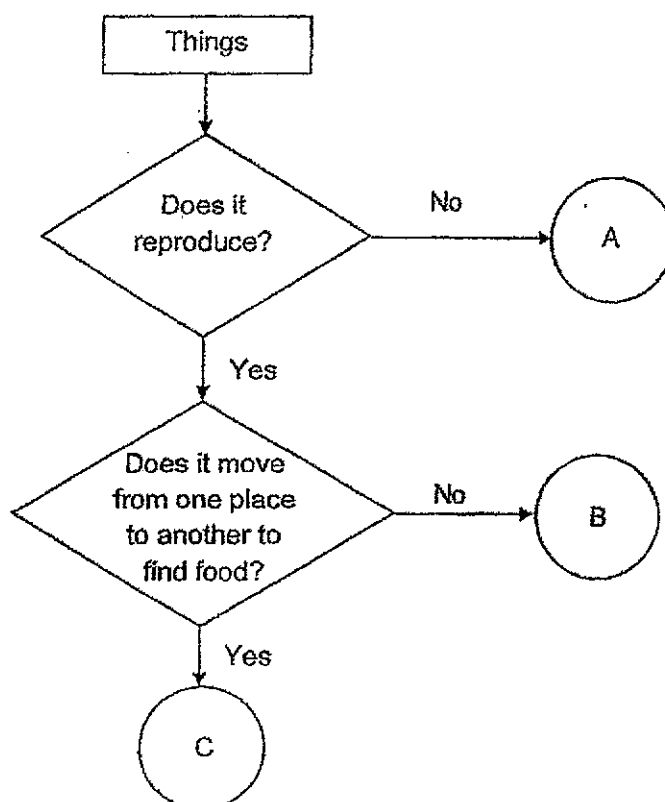 Things
Does it
reproduce?
No
A
Yes
Does it move
from one place
to another to
find food?
No
B
Yes
C